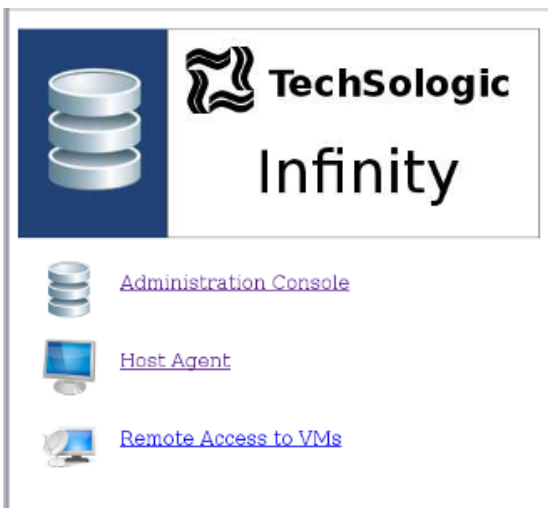 TechSologic
Infinity
Administration Console
Host Agent
Remote Access to VMs